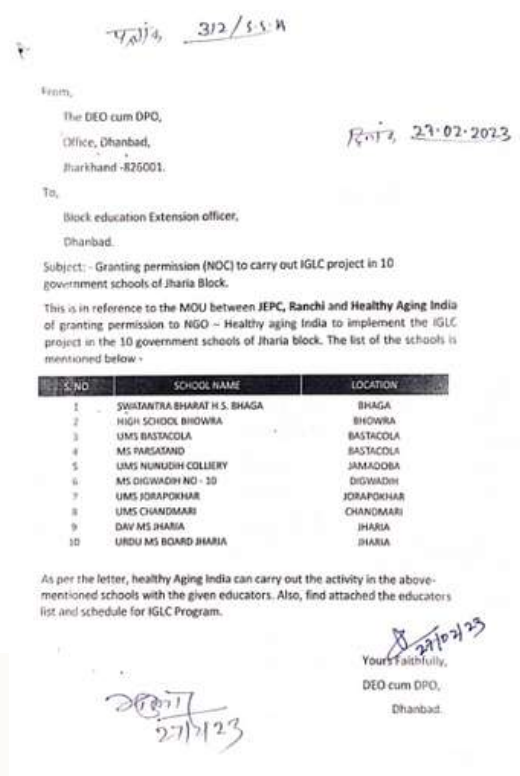 पत्रांक 312/S.S.A
From,
The DEO cum DPO,
Office, Dhanbad,
दिनांक 27.02.2023
Jharkhand -826001.
To,
Block education Extension officer,
Dhanbad.
Subject: - Granting permission (NOC) to carry out IGLC project in 10
government schools of Jharia Block.
This is in reference to the MOU between JEPC, Ranchi and Healthy Aging India
of granting permission to NGO – Healthy aging India to implement the IGLC
project in the 10 government schools of Jharia block. The list of the schools is
mentioned below -
S.NO SCHOOL NAME LOCATION
1 SWATANTRA BHARAT H.S. BHAGA BHAGA
2 HIGH SCHOOL BHOWRA BHOWRA
3 UMS BASTACOLA BASTACOLA
4 MS PARSATAND BASTACOLA
5 UMS NUNUDIH COLLIERY JAMADOBA
6 MS DIGWADIH NO - 10 DIGWADIH
7 UMS JORAPOKHAR JORAPOKHAR
8 UMS CHANDMARI CHANDMARI
9 DAV MS JHARIA JHARIA
10 URDU MS BOARD JHARIA JHARIA
As per the letter, healthy Aging India can carry out the activity in the above-
mentioned schools with the given educators. Also, find attached the educators
list and schedule for IGLC Program.
27/02/23
Yours Faithfully,
DEO cum DPO,
Dhanbad.
27/2/23